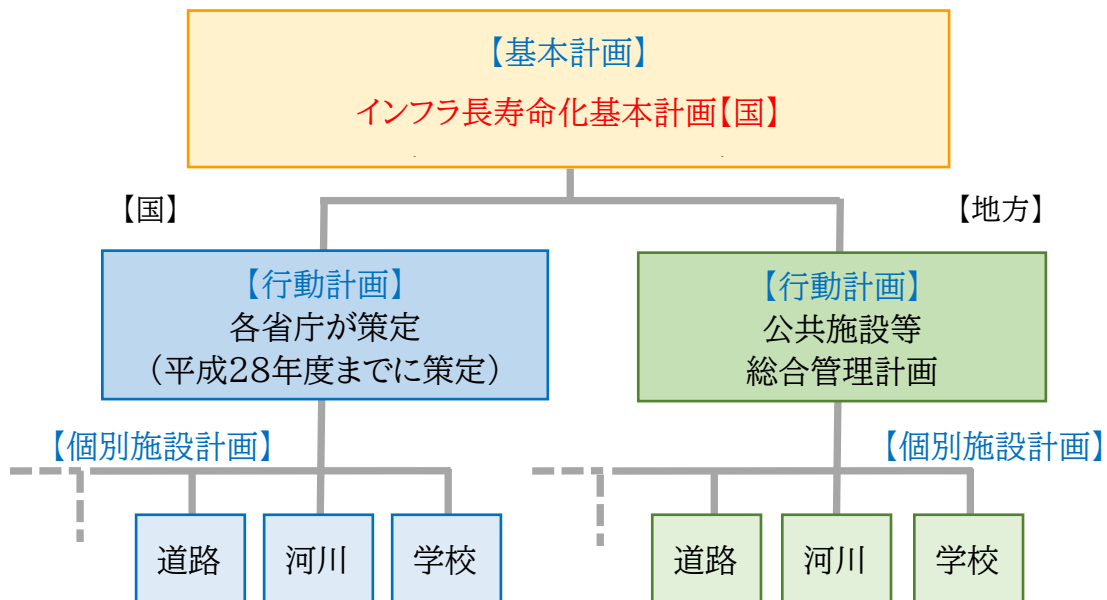 【基本計画】
インフラ長寿命化基本計画【国】
【国】
【地方】
【行動計画】
各省庁が策定
（平成28年度までに策定）
【行動計画】
公共施設等
総合管理計画
【個別施設計画】
【個別施設計画】
道路
河川
学校
道路
河川
学校